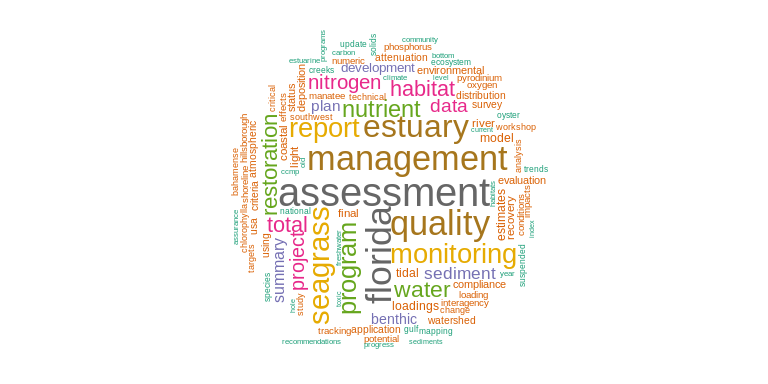 programs
community
solids
update
phosphorus
carbon
bottom
estuarine
numeric
attenuation
ecosystem
creeks
development
environmental
climate
level
pyrodinium
nitrogen
habitat
oxygen
critical
effects
status
deposition
manatee
technical
distribution
plan
nutrient
data
survey
oyster
southwest
report
estuary
river
workshop
current
model
hillsborough
atmospheric
restoration
coastal
light
old
management
analysis
trends
ccmp
bahamense
shoreline
criteria
assessment
habitats
evaluation
impacts
chlorophylla
usa
national
final
florida
quality
estimates
recovery
conditions
index
assurance
total
targets
using
summary
project
seagrass
program
freshwater
monitoring
suspended
species
tidal
sediment
year
toxic
water
compliance
loading
hole
study
loadings
interagency
change
benthic
watershed
tracking
application
gulf
mapping
potential
recommendations
progress
sediments